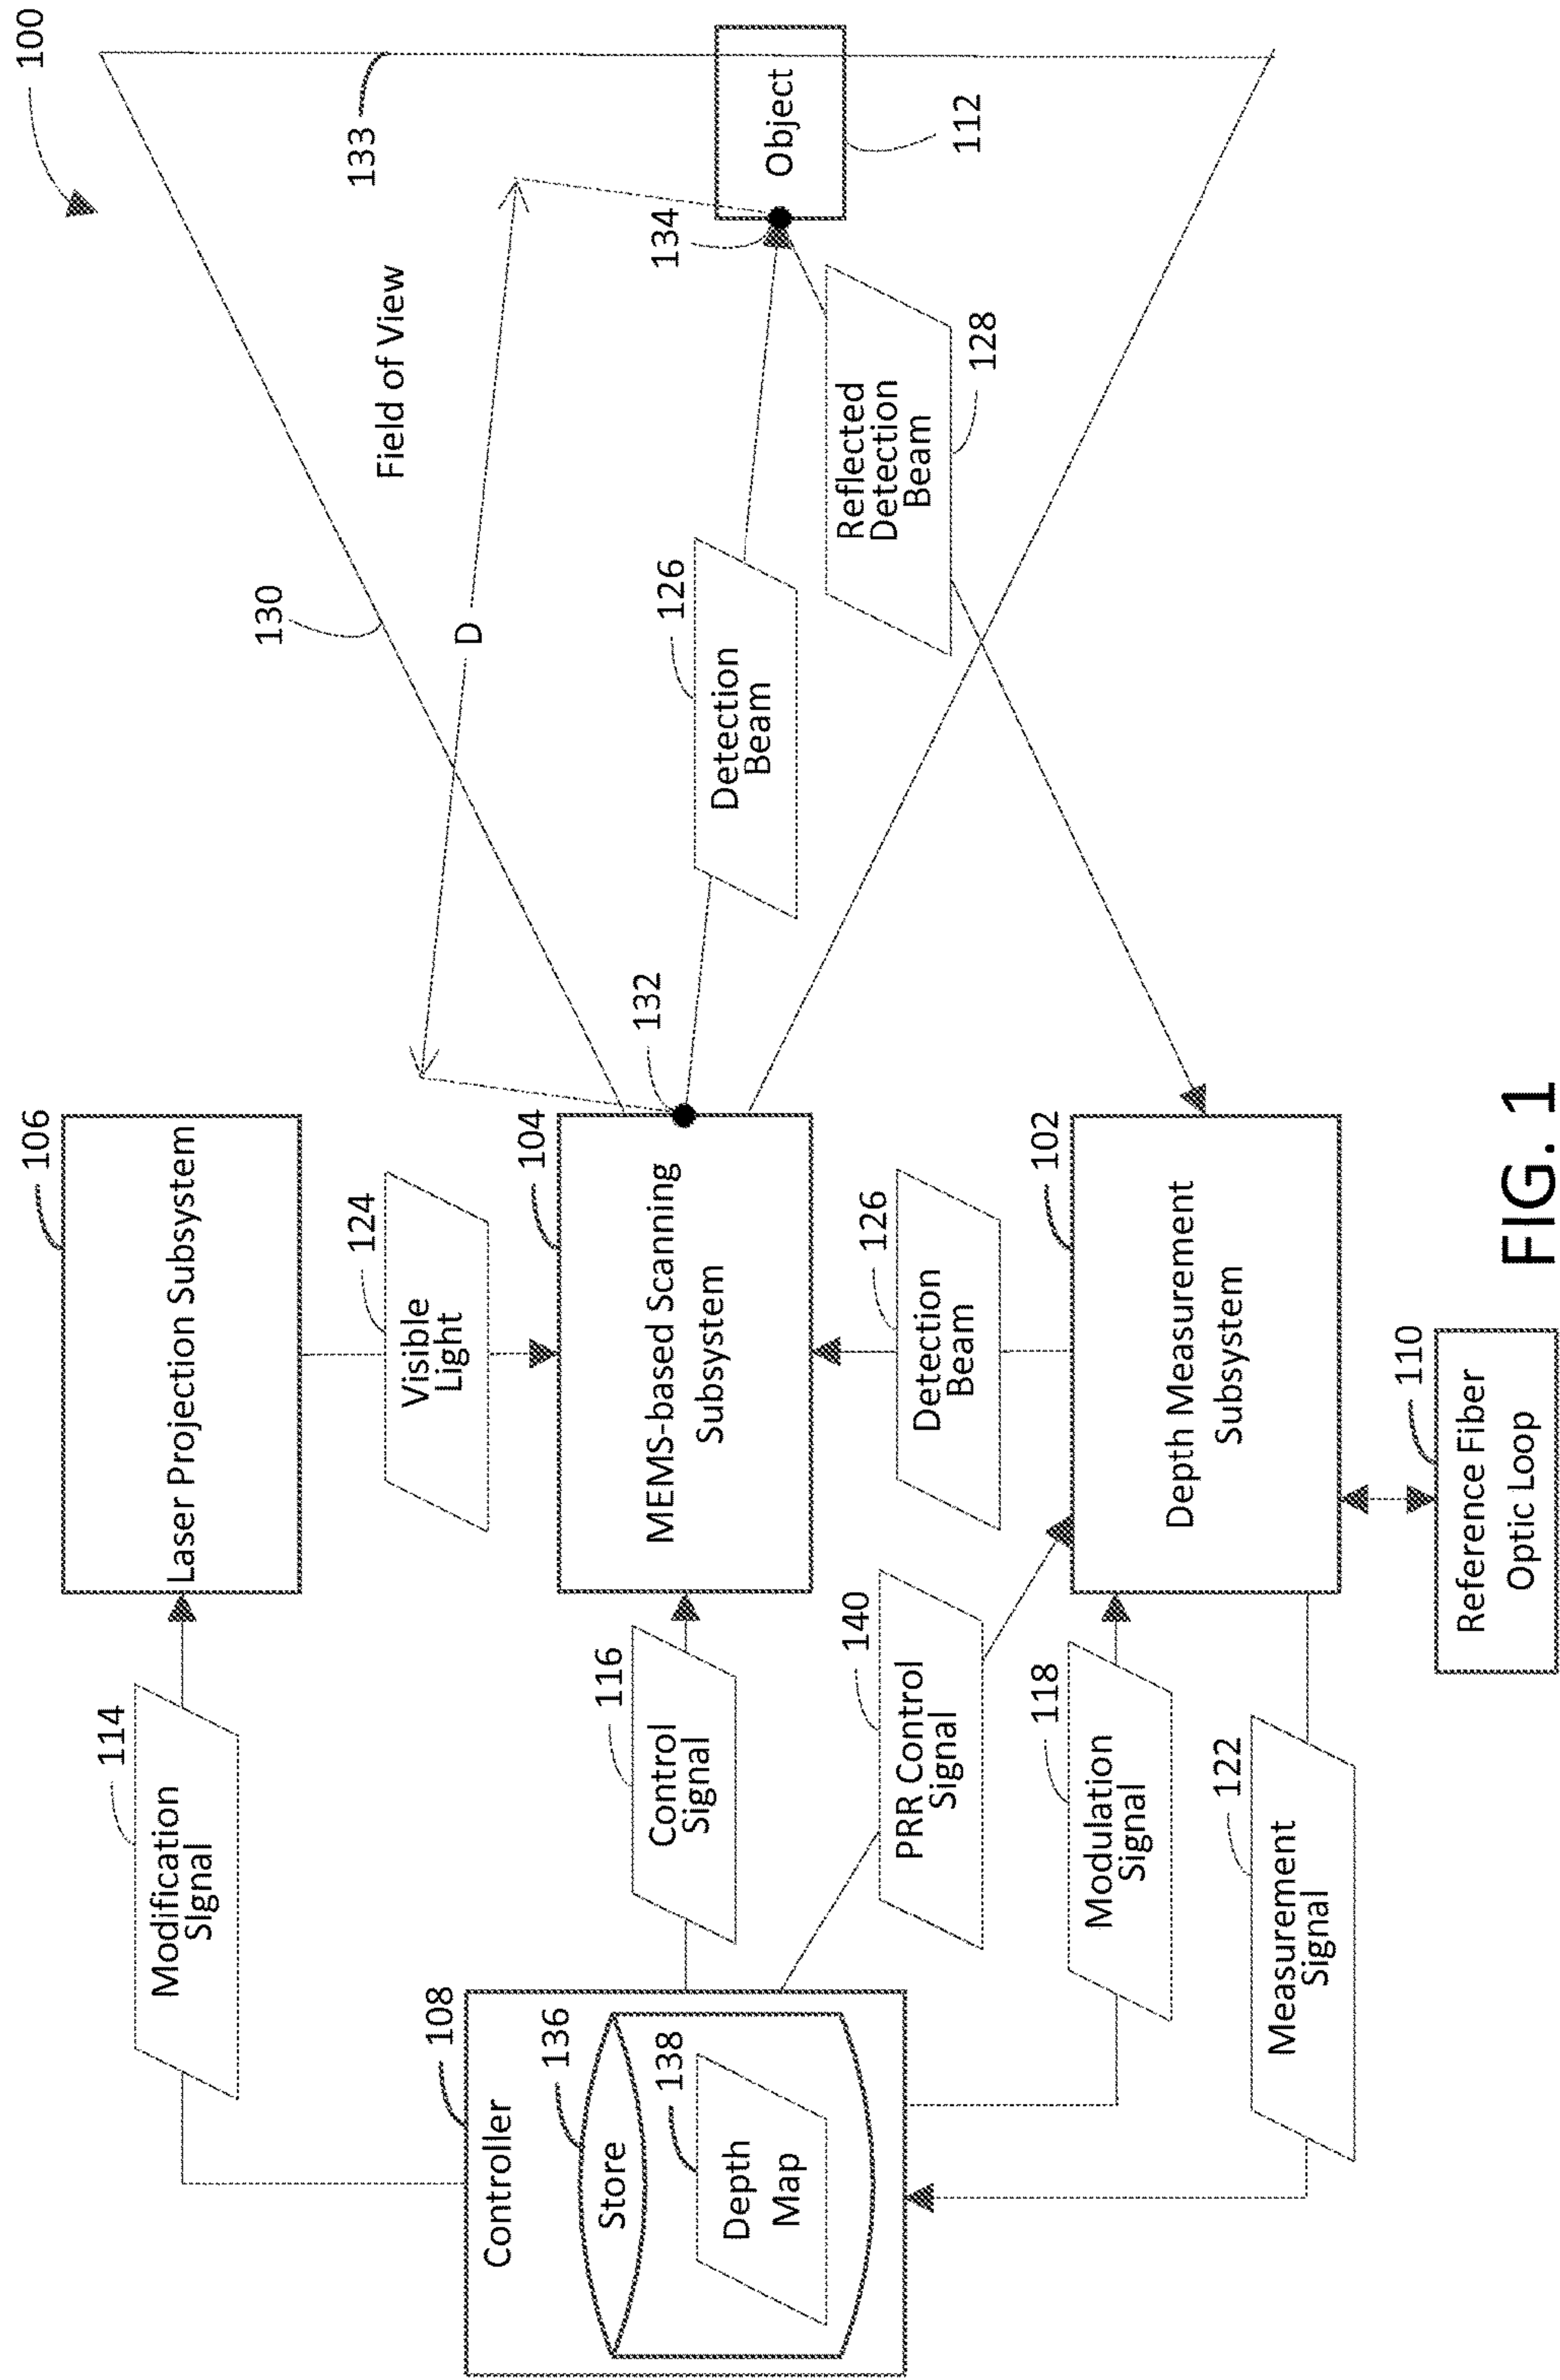 100
106
Laser Projection Subsystem
114
Modification
SIgnal
124
Visible
Light
130
133
Field of View
D
108
Controller
136
Store
138
Depth
Map
116
Control
Signal
104
MEMS-based Scanning
Subsystem
132
126
Detection
Beam
134
Object
112
128
Reflected
Detection
Beam
140
PRR Control
Signal
126
Detection
Beam
118
Modulation
Signal
102
Depth Measurement
Subsystem
122
Measurement
Signal
110
Reference Fiber
Optic Loop
FIG. 1